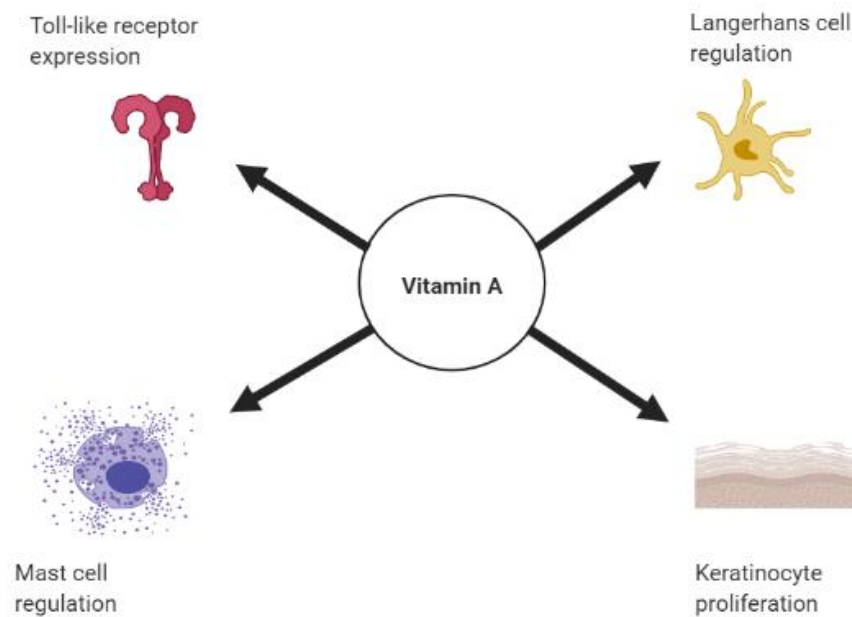 Toll-like receptor
expression
Langerhans cell
regulation
Vitamin A
Mast cell
regulation
Keratinocyte
proliferation